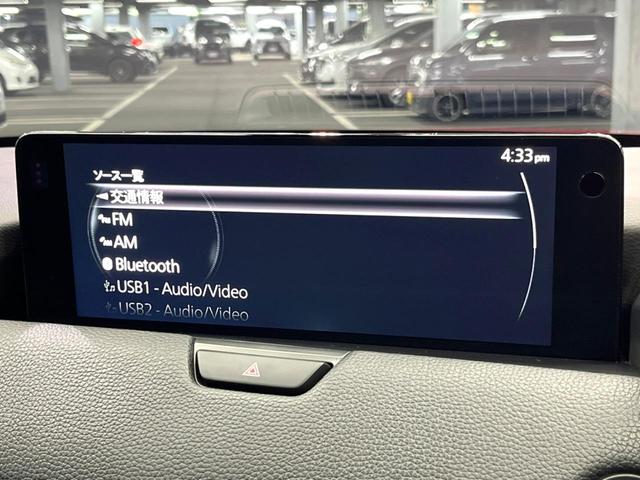 4:33pm
ソース一覧
交通情報
FM
AM
Bluetooth
USB1 - Audio/Video
USB2 - Audio/Video